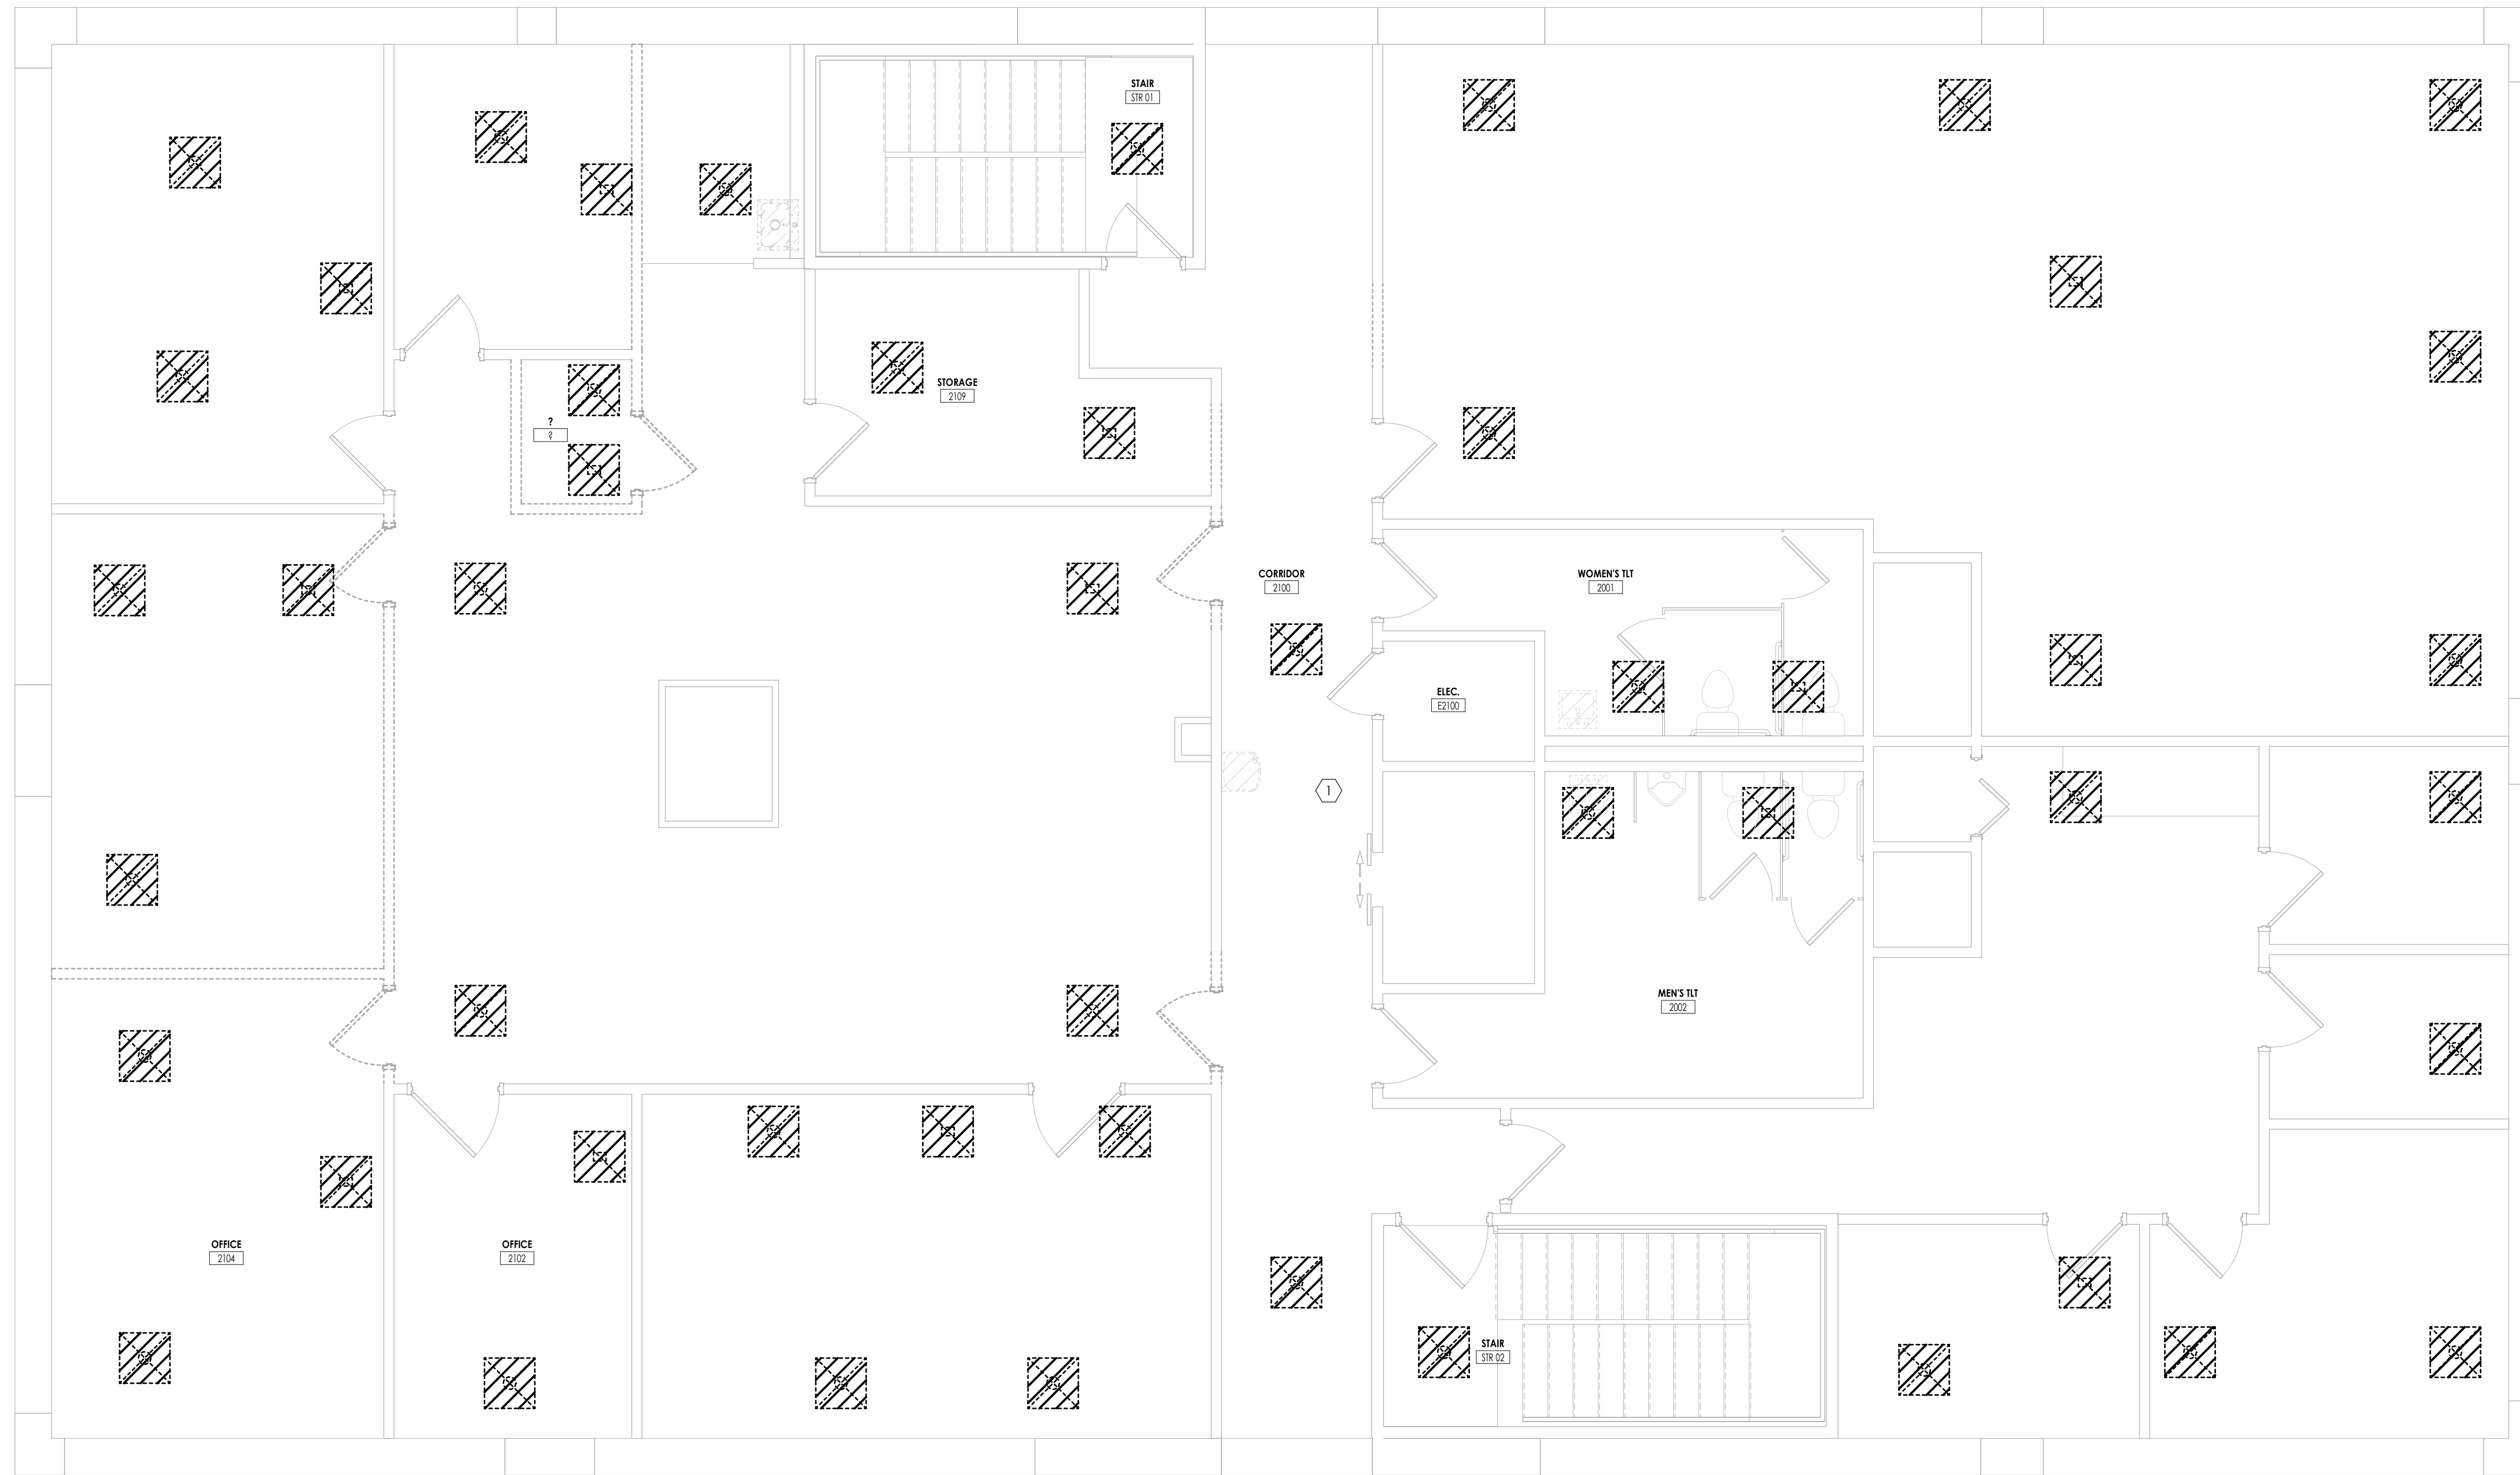 STAIR
STR 01
STORAGE
2109
?
?
CORRIDOR
2100
WOMEN'S TLT
2001
ELEC.
E2100
1
MEN'S TLT
2002
OFFICE
2104
OFFICE
2102
STAIR
STR 02